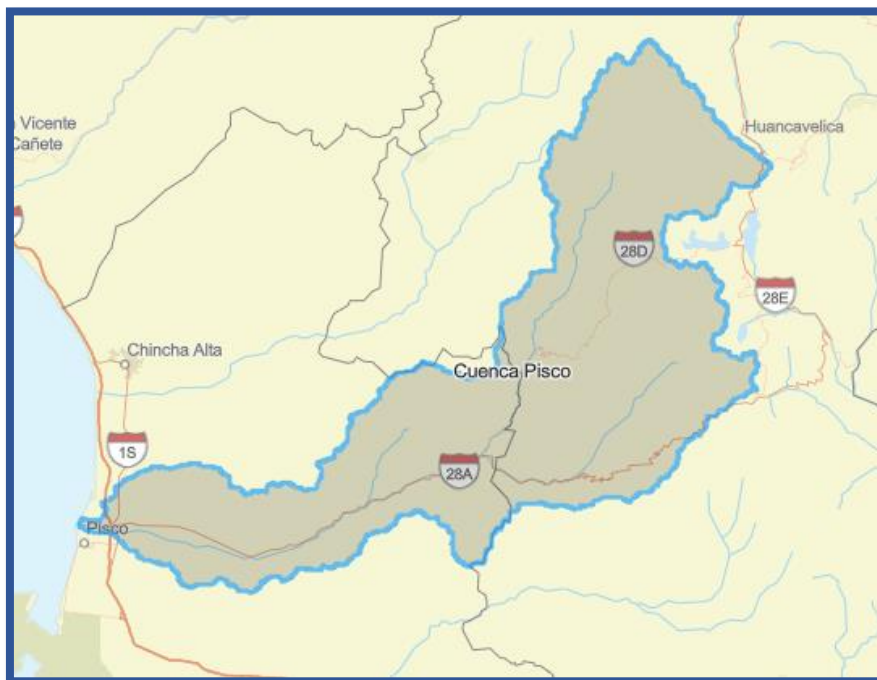 Vicente
Cañete
Huancavelica
28D
28E
Chincha Alta
Cuenca Pisco
1S
28A
Pisco